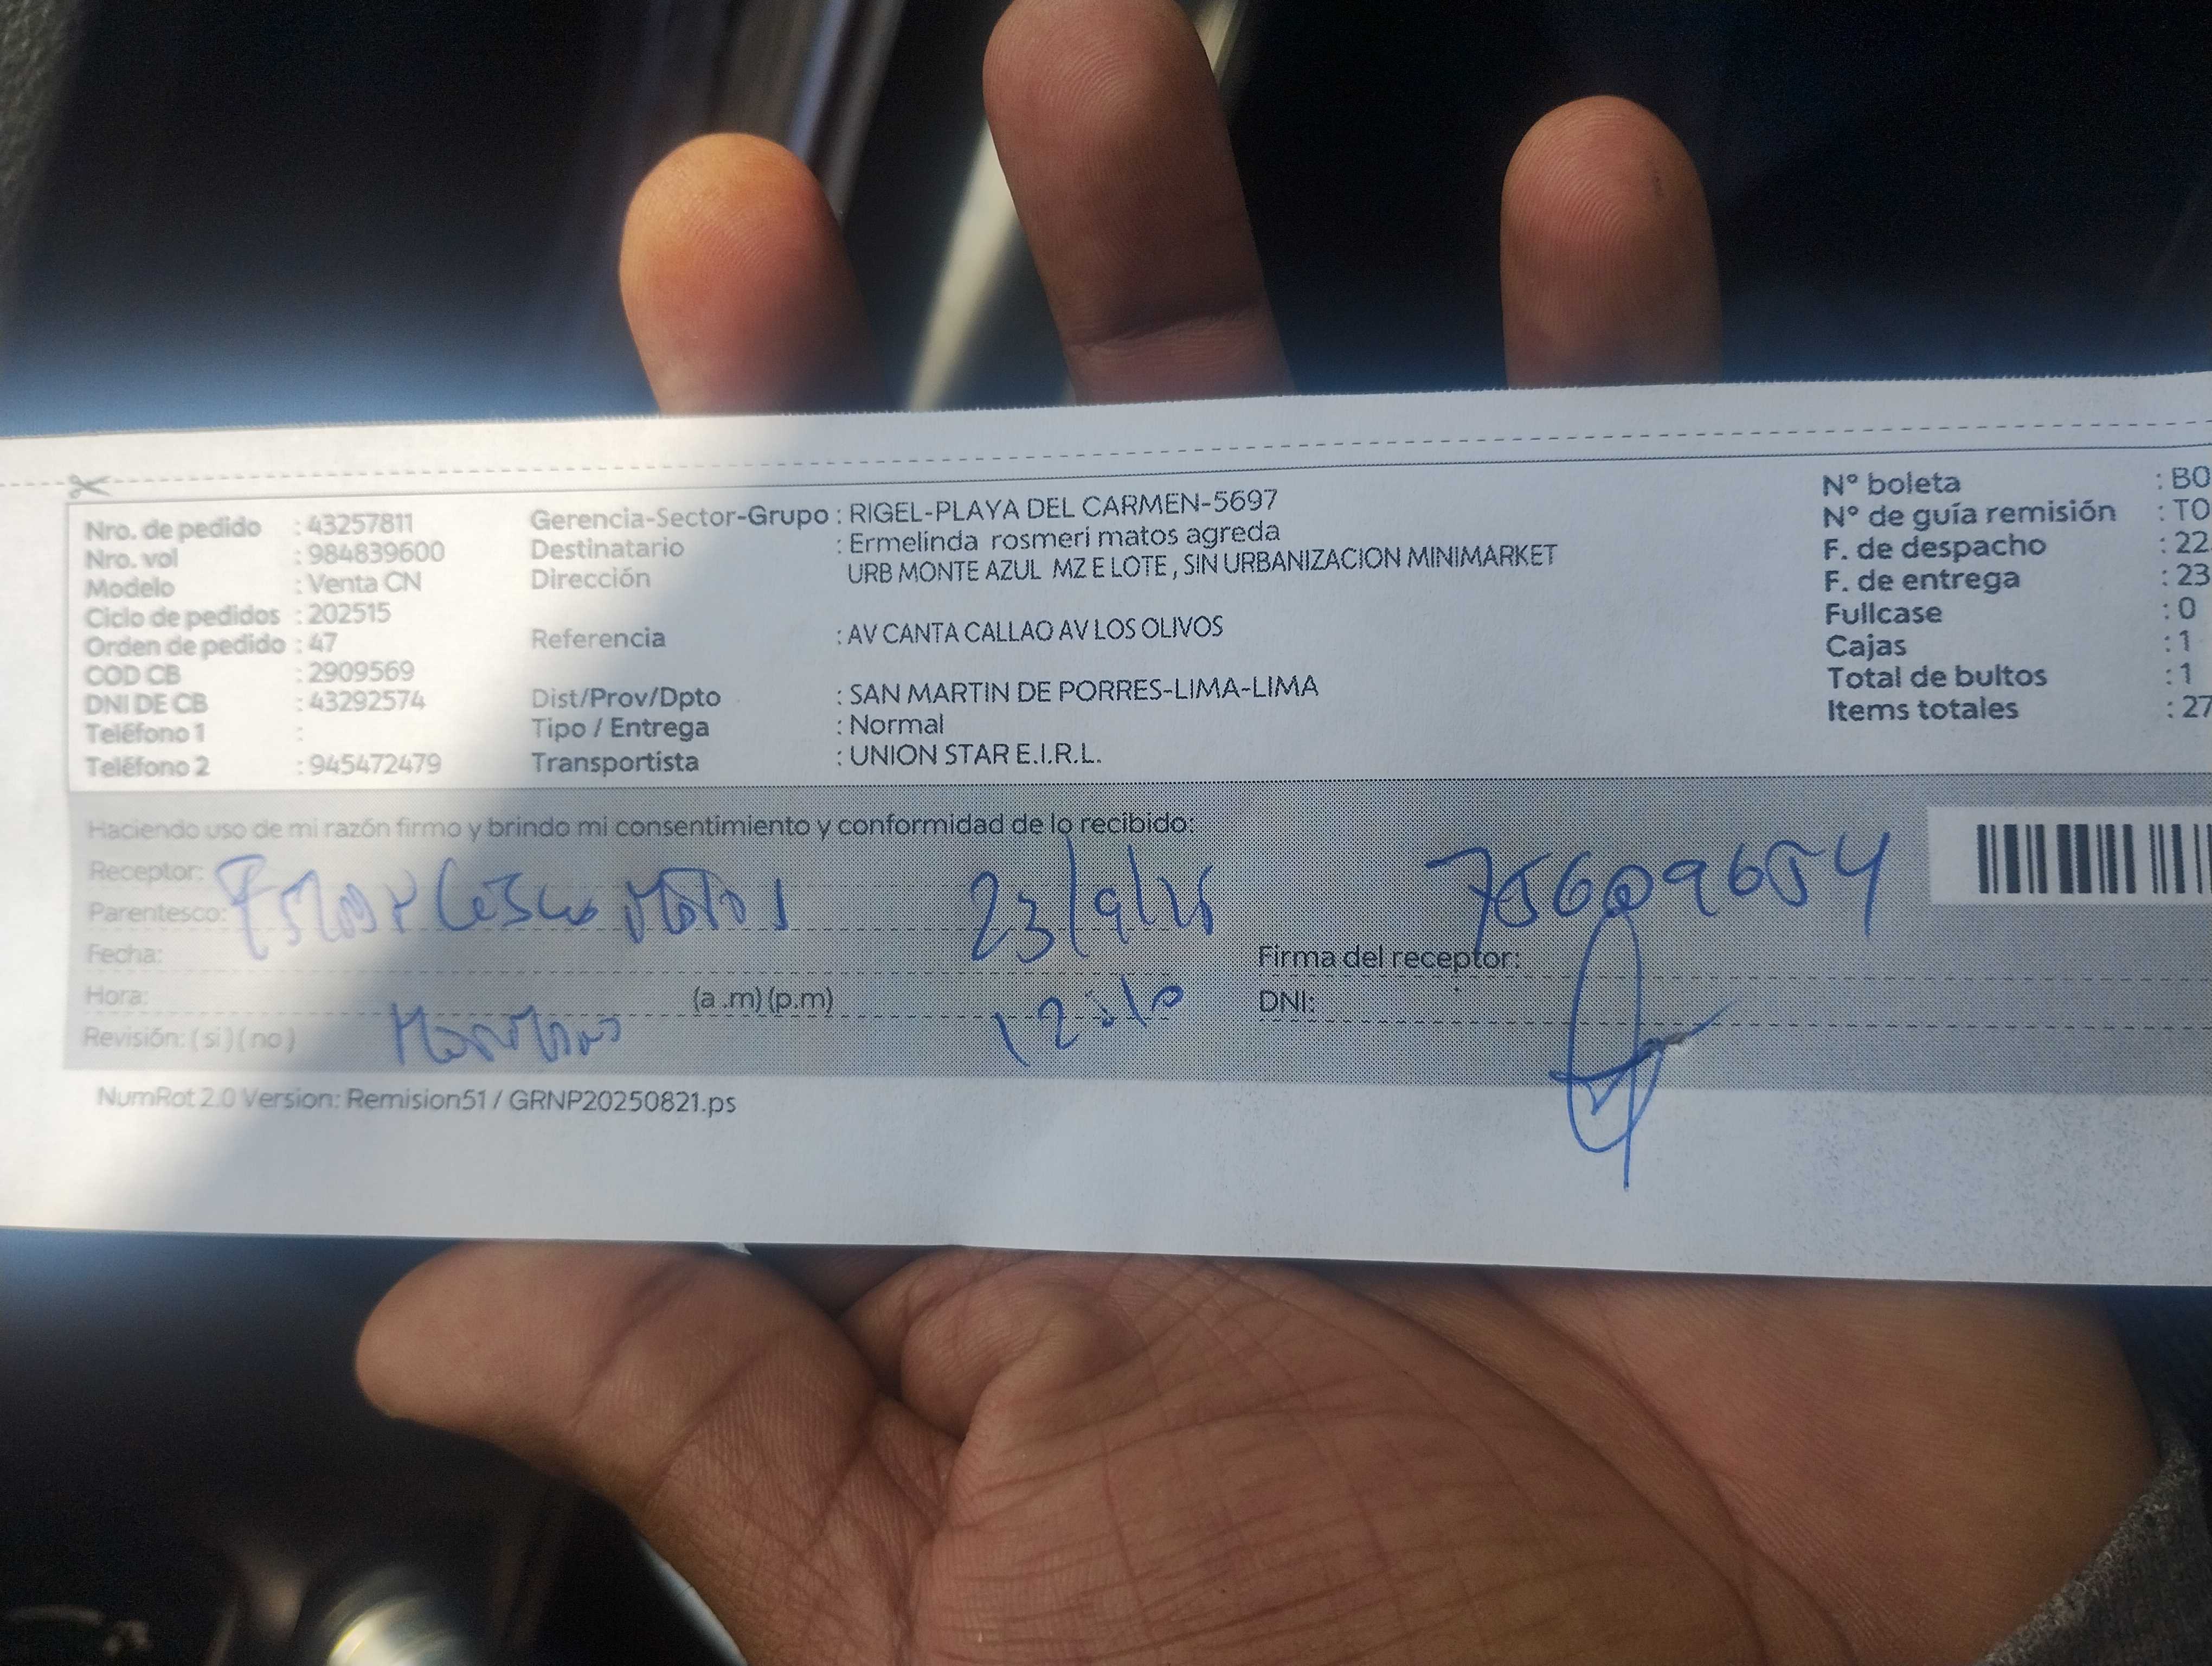 Nro. de pedido : 43257811
Nro. vol : 984839600
Modelo : Venta CN
Ciclo de pedidos : 202515
Orden de pedido : 47
COD CB : 2909569
DNI DE CB : 43292574
Teléfono 1 :
Teléfono 2 : 945472479
Gerencia-Sector-Grupo : RIGEL-PLAYA DEL CARMEN-5697
Destinatario : Ermelinda rosmeri matos agreda
Dirección URB MONTE AZUL MZ E LOTE , SIN URBANIZACION MINIMARKET
Referencia : AV CANTA CALLAO AV LOS OLIVOS
Dist/Prov/Dpto : SAN MARTIN DE PORRES-LIMA-LIMA
Tipo / Entrega : Normal
Transportista : UNION STAR E.I.R.L.
N° boleta : BO
N° de guía remisión : TO
F. de despacho : 22
F. de entrega : 23
Fullcase : 0
Cajas : 1
Total de bultos : 1
Items totales : 27
Haciendo uso de mi razón firmo y brindo mi consentimiento y conformidad de lo recibido:
Receptor:
Parentesco: 23/9/25 75609654
Fecha: Firma del receptor:
Hora: (a .m) (p.m) 12:10 DNI:
Revisión: ( si ) ( no )
NumRot 2.0 Version: Remision51 / GRNP20250821.ps